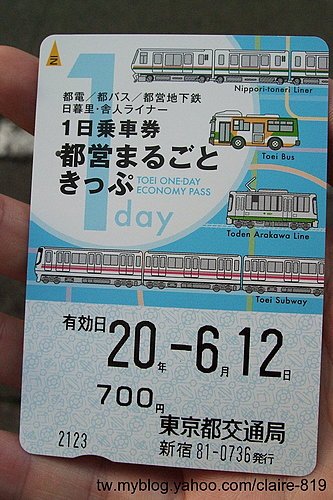 N
1
都電／都バス／都営地下鉄
日暮里・舎人ライナー
1日乗車券
都営まるごと
きっぷ
TOEI ONE-DAY
ECONOMY PASS
day
Nippori-toneri Liner
Toei Bus
Toden Arakawa Line
Toei Subway
有効日 20年-6月12日
700円
東京都交通局
2123 新宿 81-0736発行
tw.myblog.yahoo.com/claire-819